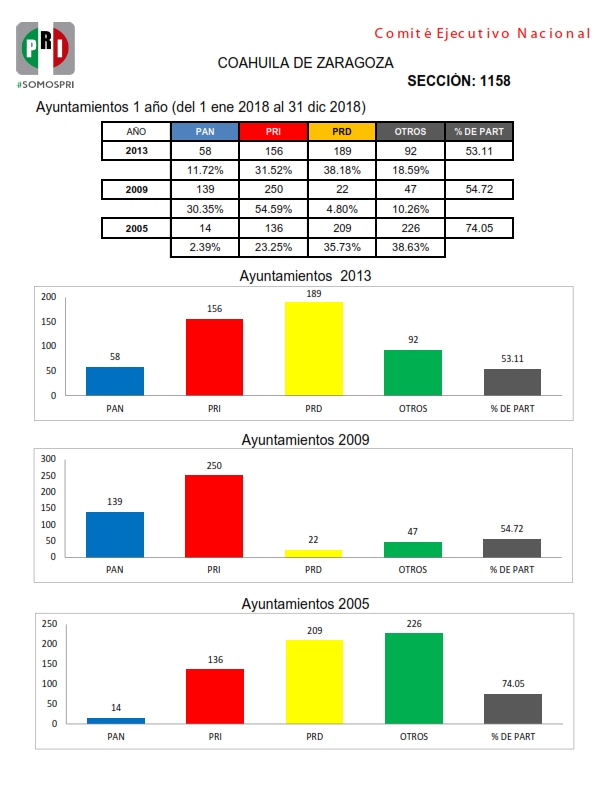 Comité Ejecutivo Nacional
PRI
#SOMOSPRI
COAHUILA DE ZARAGOZA
SECCIÓN: 1158
Ayuntamientos 1 año (del 1 ene 2018 al 31 dic 2018)
AÑO PAN PRI PRD OTROS % DE PART
2013 58 156 189 92 53.11
11.72% 31.52% 38.18% 18.59%
2009 139 250 22 47 54.72
30.35% 54.59% 4.80% 10.26%
2005 14 136 209 226 74.05
2.39% 23.25% 35.73% 38.63%
Ayuntamientos 2013
200
150
100
50
0
58 156 189 92 53.11
PAN PRI PRD OTROS % DE PART
Ayuntamientos 2009
300
250
200
150
100
50
0
139 250 22 47 54.72
PAN PRI PRD OTROS % DE PART
Ayuntamientos 2005
250
200
150
100
50
0
14 136 209 226 74.05
PAN PRI PRD OTROS % DE PART